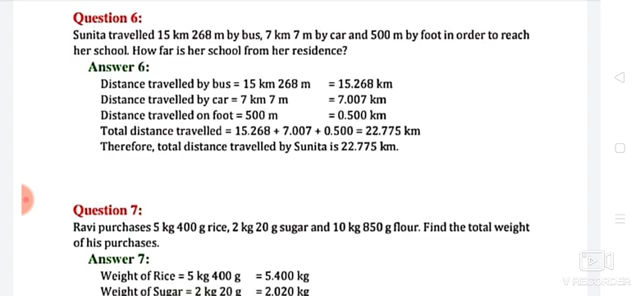 Question 6:
Sunita travelled 15 km 268 m by bus, 7 km 7 m by car and 500 m by foot in order to reach
her school. How far is her school from her residence?
Answer 6:
Distance travelled by bus = 15 km 268 m = 15.268 km
Distance travelled by car = 7 km 7 m = 7.007 km
Distance travelled on foot = 500 m = 0.500 km
Total distance travelled = 15.268 + 7.007 + 0.500 = 22.775 km
Therefore, total distance travelled by Sunita is 22.775 km.
Question 7:
Ravi purchases 5 kg 400 g rice, 2 kg 20 g sugar and 10 kg 850 g flour. Find the total weight
of his purchases.
Answer 7:
Weight of Rice = 5 kg 400 g = 5.400 kg
Weight of Sugar = 2 kg 20 g = 2.020 kg
V RECORDER